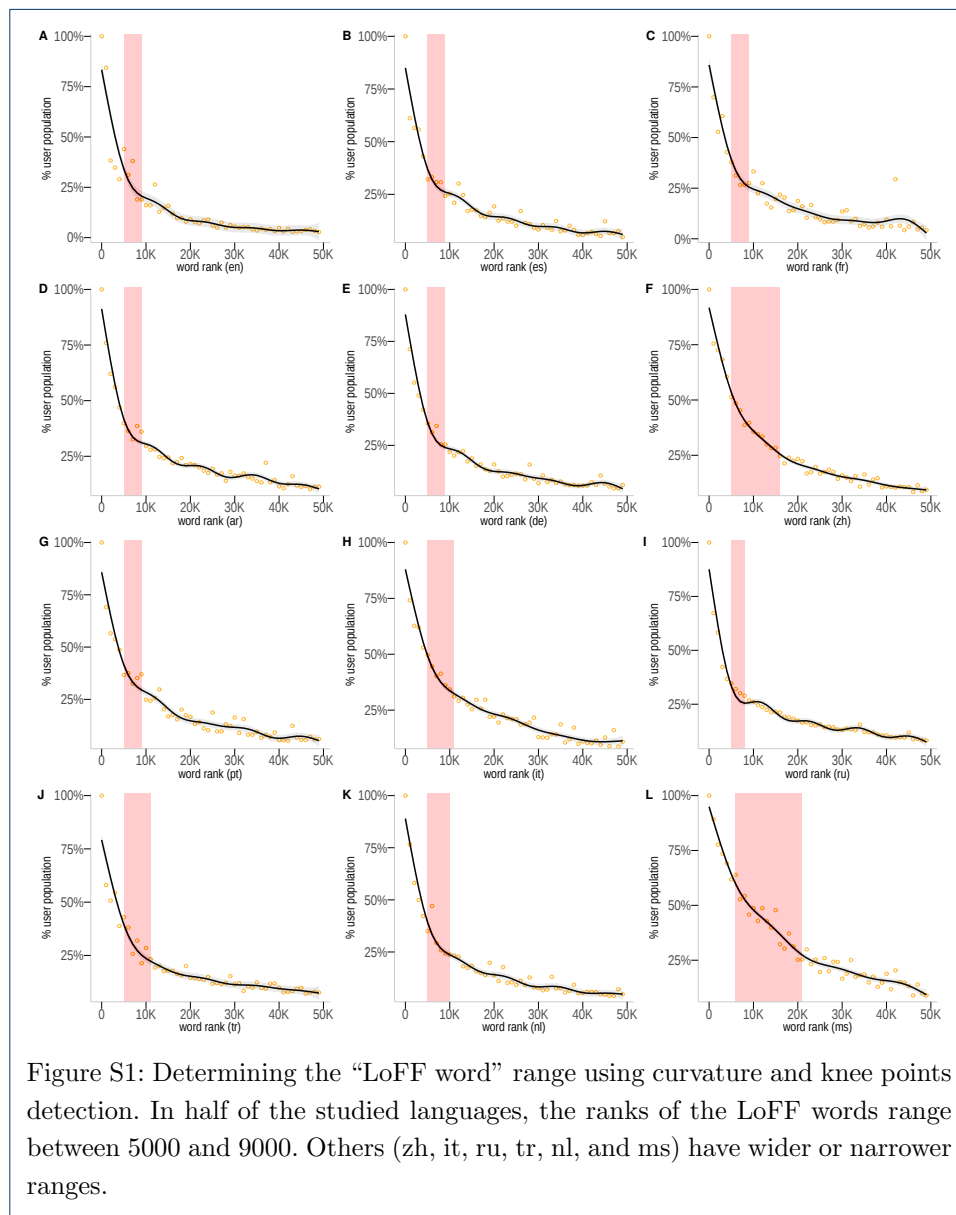 A B C
100% 100% 100%
75% 75% 75%
50% 50% 50%
25% 25% 25%
0% 0%
% user population % user population % user population
0 10K 20K 30K 40K 50K 0 10K 20K 30K 40K 50K 0 10K 20K 30K 40K 50K
word rank (en) word rank (es) word rank (fr)
D E F
100% 100% 100%
75% 75% 75%
50% 50% 50%
25% 25% 25%
% user population % user population % user population
0 10K 20K 30K 40K 50K 0 10K 20K 30K 40K 50K 0 10K 20K 30K 40K 50K
word rank (ar) word rank (de) word rank (zh)
G H I
100% 100% 100%
75% 75% 75%
50% 50% 50%
25% 25% 25%
% user population % user population % user population
0 10K 20K 30K 40K 50K 0 10K 20K 30K 40K 50K 0 10K 20K 30K 40K 50K
word rank (pt) word rank (it) word rank (ru)
J K L
100% 100% 100%
75% 75% 75%
50% 50% 50%
25% 25% 25%
% user population % user population % user population
0 10K 20K 30K 40K 50K 0 10K 20K 30K 40K 50K 0 10K 20K 30K 40K 50K
word rank (tr) word rank (nl) word rank (ms)
Figure S1: Determining the “LoFF word” range using curvature and knee points
detection. In half of the studied languages, the ranks of the LoFF words range
between 5000 and 9000. Others (zh, it, ru, tr, nl, and ms) have wider or narrower
ranges.